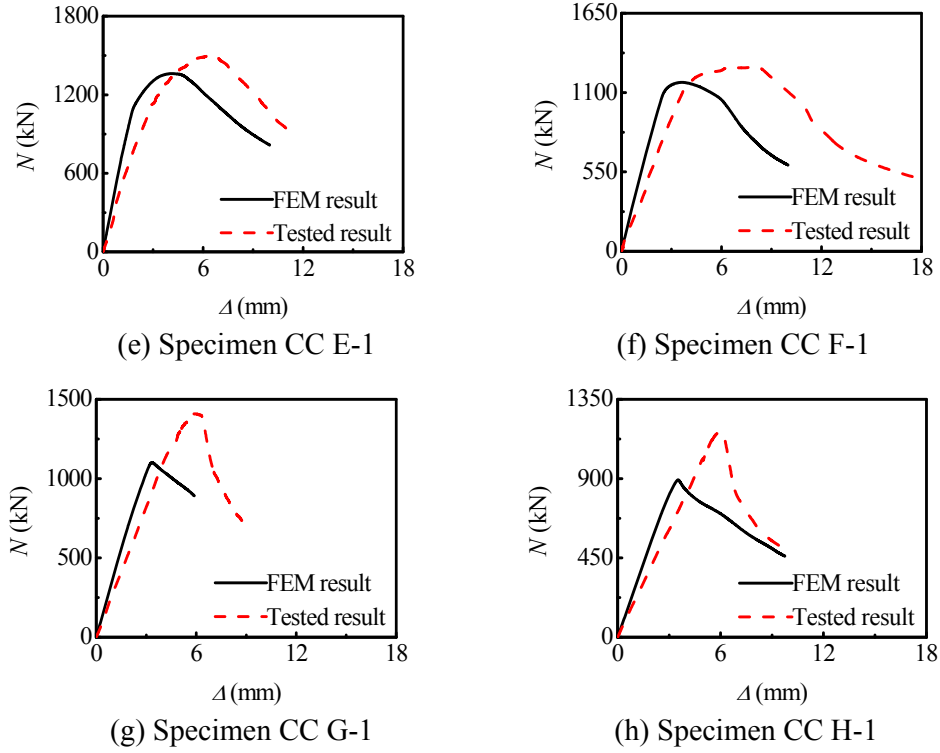 1800
1200
600
0
N (kN)
FEM result
Tested result
0 6 12 18
Δ (mm)
(e) Specimen CC E-1
1650
1100
550
0
N (kN)
FEM result
Tested result
0 6 12 18
Δ (mm)
(f) Specimen CC F-1
1500
1000
500
0
N (kN)
FEM result
Tested result
0 6 12 18
Δ (mm)
(g) Specimen CC G-1
1350
900
450
0
N (kN)
FEM result
Tested result
0 6 12 18
Δ (mm)
(h) Specimen CC H-1